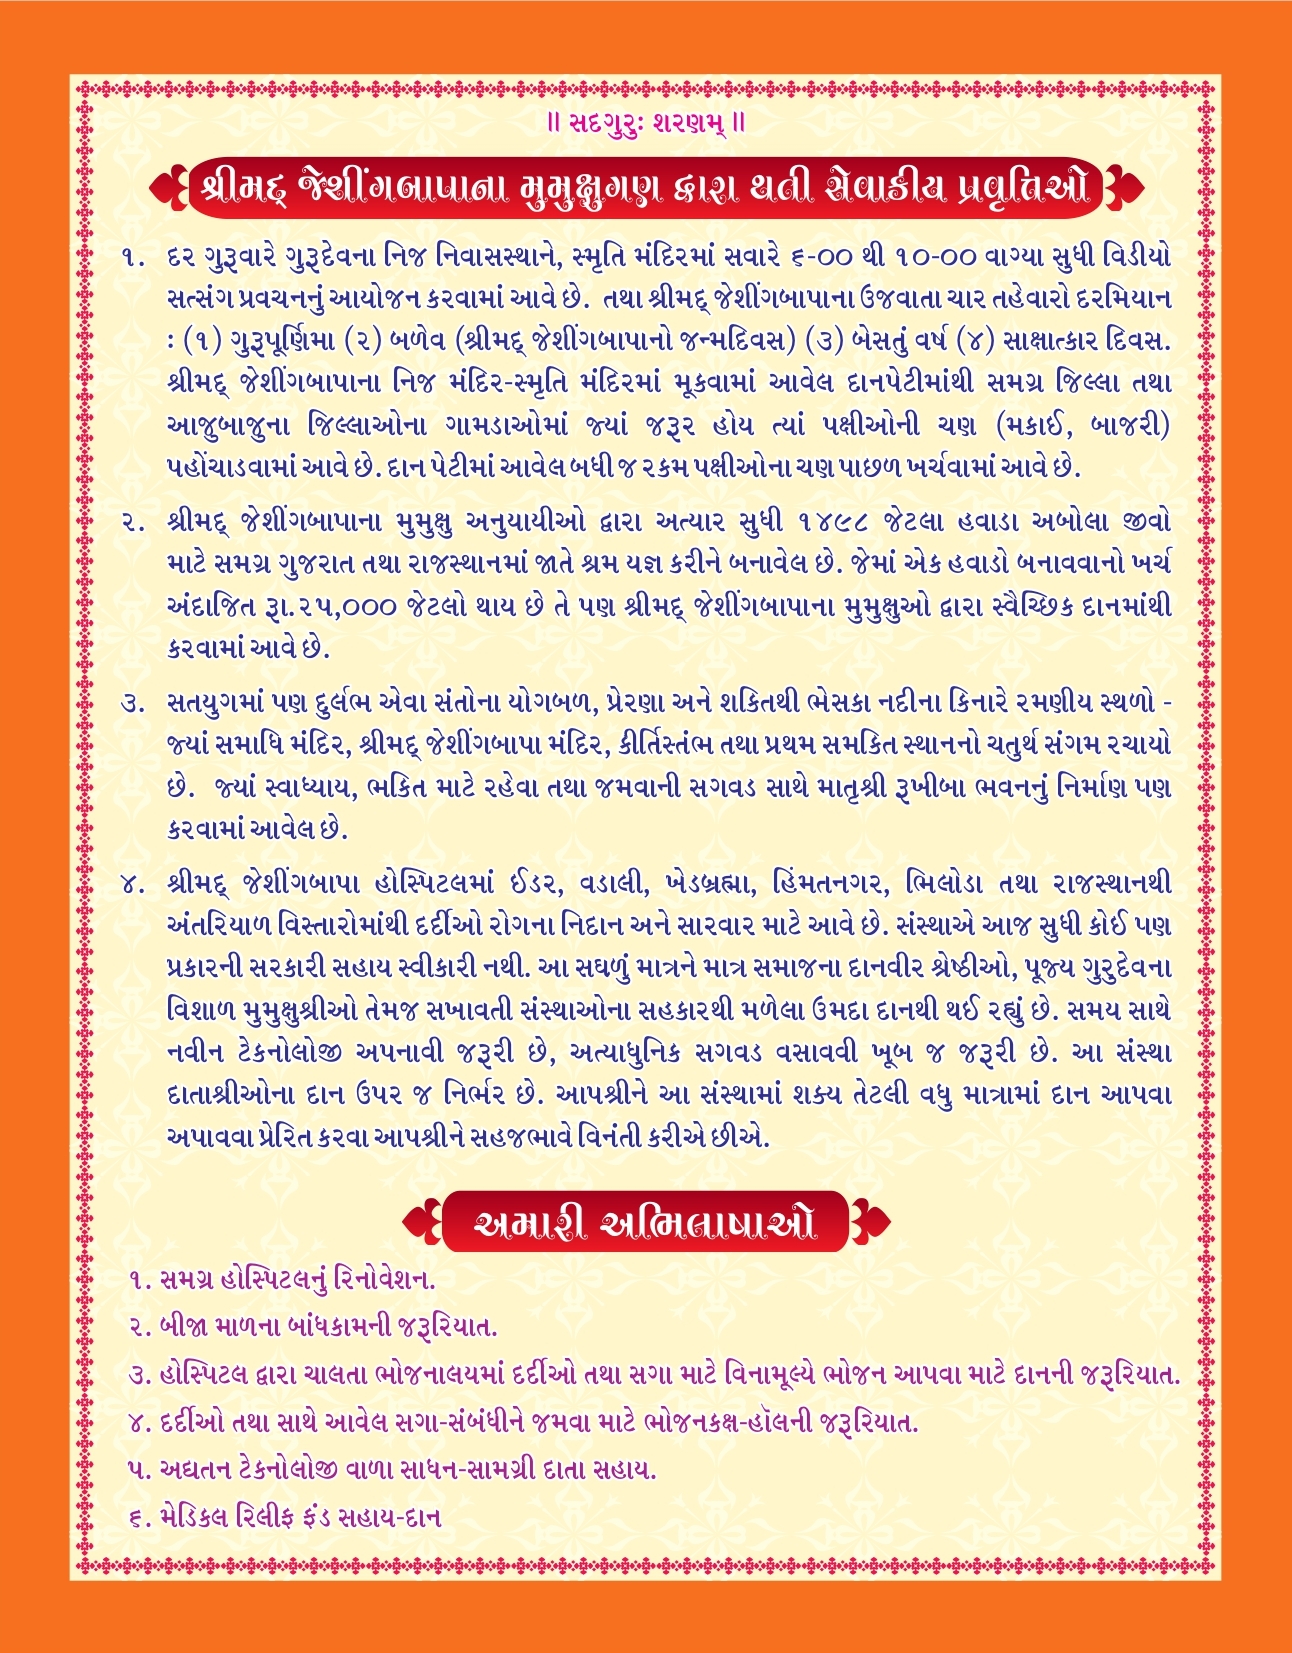 ॥ સદગુરુઃ શરણમ્ ॥
શ્રીમદ્ જેશીંગબાપાના મુમુક્ષુગણ દ્વારા થતી સેવાકીય પ્રવૃત્તિઓ
૧. દર ગુરૂવારે ગુરૂદેવના નિજ નિવાસસ્થાને, સ્મૃતિ મંદિરમાં સવારે ૬-૦૦ થી ૧૦-૦૦ વાગ્યા સુધી વિડીયો
સત્સંગ પ્રવચનનું આયોજન કરવામાં આવે છે. તથા શ્રીમદ્ જેશીંગબાપાના ઉજવાતા ચાર તહેવારો દરમિયાન
: (૧) ગુરૂપૂર્ણિમા (૨) બળેવ (શ્રીમદ્ જેશીંગબાપાનો જન્મદિવસ) (૩) બેસતું વર્ષ (૪) સાક્ષાત્કાર દિવસ.
શ્રીમદ્ જેશીંગબાપાના નિજ મંદિર-સ્મૃતિ મંદિરમાં મૂકવામાં આવેલ દાનપેટીમાંથી સમગ્ર જિલ્લા તથા
આજુબાજુના જિલ્લાઓના ગામડાઓમાં જ્યાં જરૂર હોય ત્યાં પક્ષીઓની ચણ (મકાઈ, બાજરી)
પહોંચાડવામાં આવે છે. દાન પેટીમાં આવેલ બધી જ રકમ પક્ષીઓના ચણ પાછળ ખર્ચવામાં આવે છે.
૨. શ્રીમદ્ જેશીંગબાપાના મુમુક્ષુ અનુયાયીઓ દ્વારા અત્યાર સુધી ૧૪૯૮ જેટલા હવાડા અબોલા જીવો
માટે સમગ્ર ગુજરાત તથા રાજસ્થાનમાં જાતે શ્રમ યજ્ઞ કરીને બનાવેલ છે. જેમાં એક હવાડો બનાવવાનો ખર્ચ
અંદાજિત રૂા.૨૫,૦૦૦ જેટલો થાય છે તે પણ શ્રીમદ્ જેશીંગબાપાના મુમુક્ષુઓ દ્વારા સ્વૈચ્છિક દાનમાંથી
કરવામાં આવે છે.
૩. સતયુગમાં પણ દુર્લભ એવા સંતોના યોગબળ, પ્રેરણા અને શકિતથી ભેસકા નદીના કિનારે રમણીય સ્થળો -
જ્યાં સમાધિ મંદિર, શ્રીમદ્ જેશીંગબાપા મંદિર, કીર્તિસ્તંભ તથા પ્રથમ સમકિત સ્થાનનો ચતુર્થ સંગમ રચાયો
છે. જ્યાં સ્વાધ્યાય, ભકિત માટે રહેવા તથા જમવાની સગવડ સાથે માતૃશ્રી રૂખીબા ભવનનું નિર્માણ પણ
કરવામાં આવેલ છે.
૪. શ્રીમદ્ જેશીંગબાપા હોસ્પિટલમાં ઈડર, વડાલી, ખેડબ્રહ્મા, હિંમતનગર, ભિલોડા તથા રાજસ્થાનથી
અંતરિયાળ વિસ્તારોમાંથી દર્દીઓ રોગના નિદાન અને સારવાર માટે આવે છે. સંસ્થાએ આજ સુધી કોઈ પણ
પ્રકારની સરકારી સહાય સ્વીકારી નથી. આ સઘળું માત્રને માત્ર સમાજના દાનવીર શ્રેષ્ઠીઓ, પૂજ્ય ગુરુદેવના
વિશાળ મુમુક્ષુશ્રીઓ તેમજ સખાવતી સંસ્થાઓના સહકારથી મળેલા ઉમદા દાનથી થઈ રહ્યું છે. સમય સાથે
નવીન ટેકનોલોજી અપનાવી જરૂરી છે, અત્યાધુનિક સગવડ વસાવવી ખૂબ જ જરૂરી છે. આ સંસ્થા
દાતાશ્રીઓના દાન ઉપર જ નિર્ભર છે. આપશ્રીને આ સંસ્થામાં શક્ય તેટલી વધુ માત્રામાં દાન આપવા
અપાવવા પ્રેરિત કરવા આપશ્રીને સહજભાવે વિનંતી કરીએ છીએ.
અમારી અભિલાષાઓ
૧. સમગ્ર હોસ્પિટલનું રિનોવેશન.
૨. બીજા માળના બાંધકામની જરૂરિયાત.
૩. હોસ્પિટલ દ્વારા ચાલતા ભોજનાલયમાં દર્દીઓ તથા સગા માટે વિનામૂલ્યે ભોજન આપવા માટે દાનની જરૂરિયાત.
૪. દર્દીઓ તથા સાથે આવેલ સગા-સંબંધીને જમવા માટે ભોજનકક્ષ-હૉલની જરૂરિયાત.
૫. અદ્યતન ટેકનોલોજી વાળા સાધન-સામગ્રી દાતા સહાય.
૬. મેડિકલ રિલીફ ફંડ સહાય-દાન